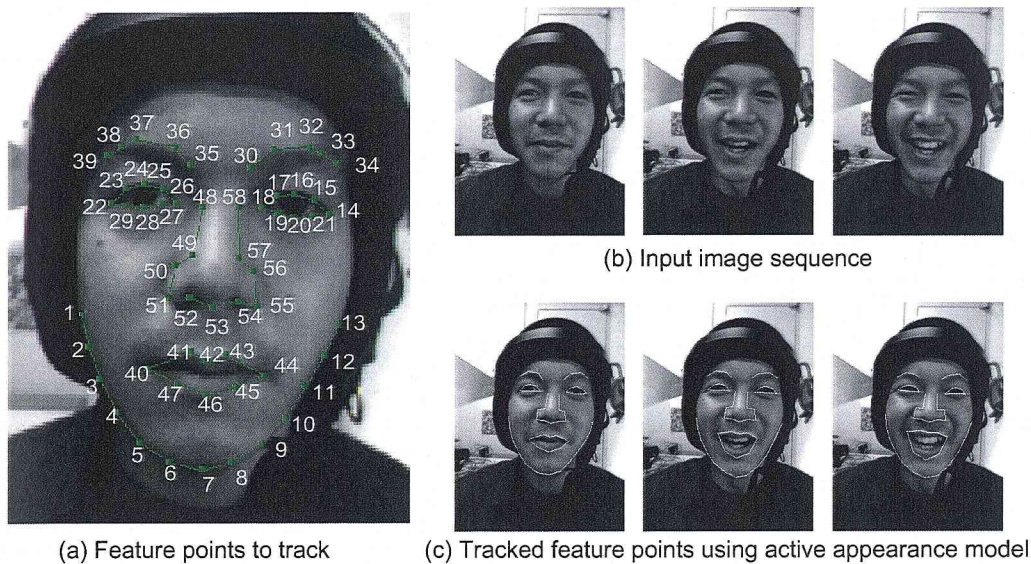 37 36 31 32 33
38 35 30 34
39 24 25 17 16
23 26 48 58 18 15
22 29 28 27 19 20 21 14
49 57
50 56
51 52 53 54 55
1 13
2 41 42 43 12
40 44
3 47 46 45 11
4 10
5 9
6 7 8
(a) Feature points to track
(b) Input image sequence
(c) Tracked feature points using active appearance model